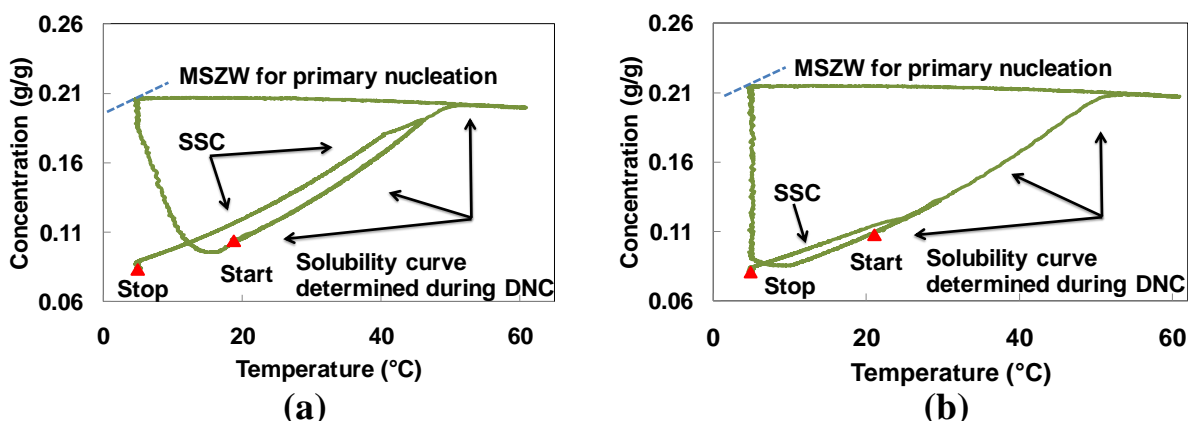 0.26
0.21
0.16
0.11
0.06
Concentration (g/g)
MSZW for primary nucleation
SSC
Start
Stop
Solubility curve
determined during DNC
0
20
40
60
Temperature (°C)
(a)
0.26
0.21
0.16
0.11
0.06
Concentration (g/g)
MSZW for primary nucleation
SSC
Start
Stop
Solubility curve
determined during DNC
0
20
40
60
Temperature (°C)
(b)